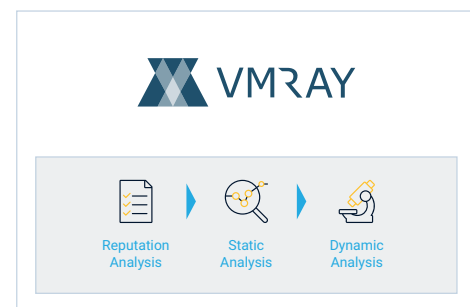 VMRAY
Reputation
Analysis
Static
Analysis
Dynamic
Analysis